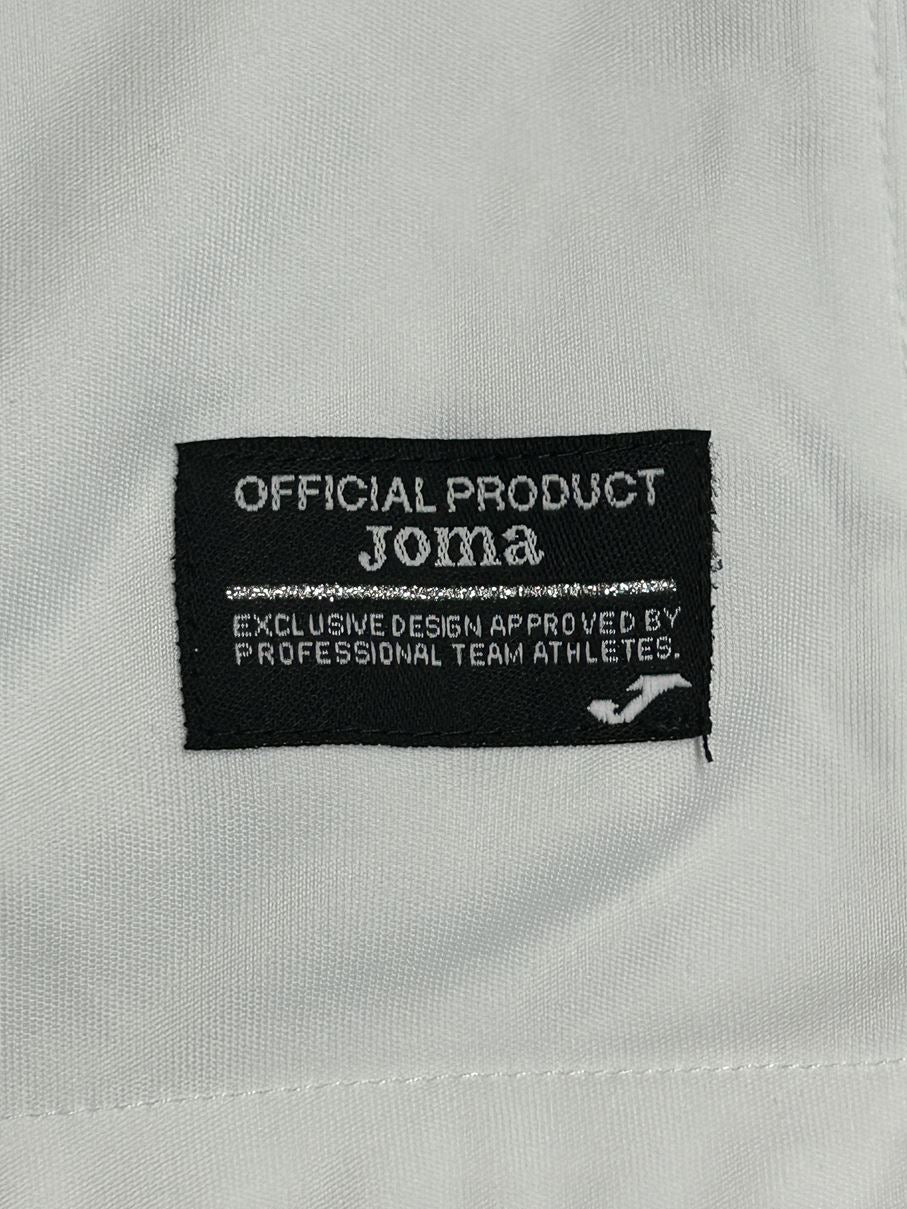 OFFICIAL PRODUCT
Joma
EXCLUSIVE DESIGN APPROVED BY
PROFESSIONAL TEAM ATHLETES.